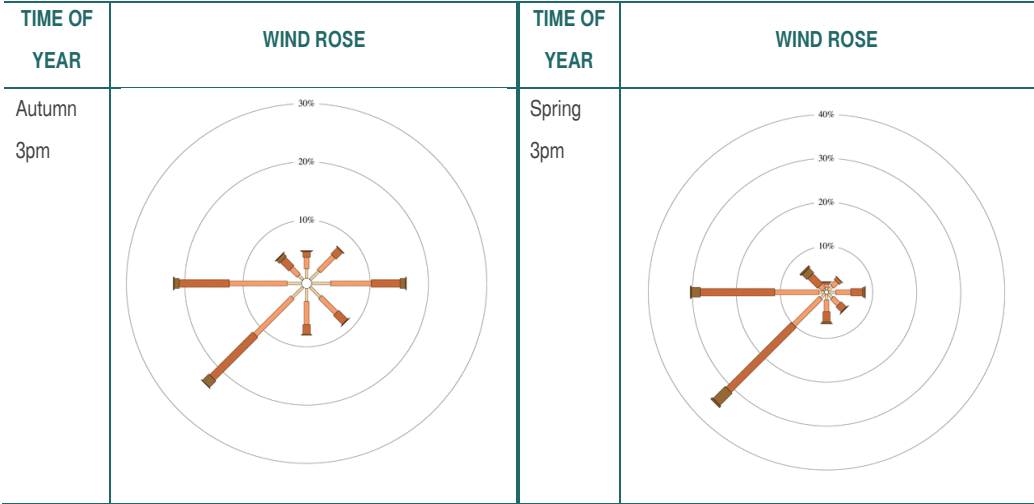 TIME OF
YEAR
WIND ROSE
TIME OF
YEAR
WIND ROSE
Autumn
3pm
30%
20%
10%
Spring
3pm
40%
30%
20%
10%